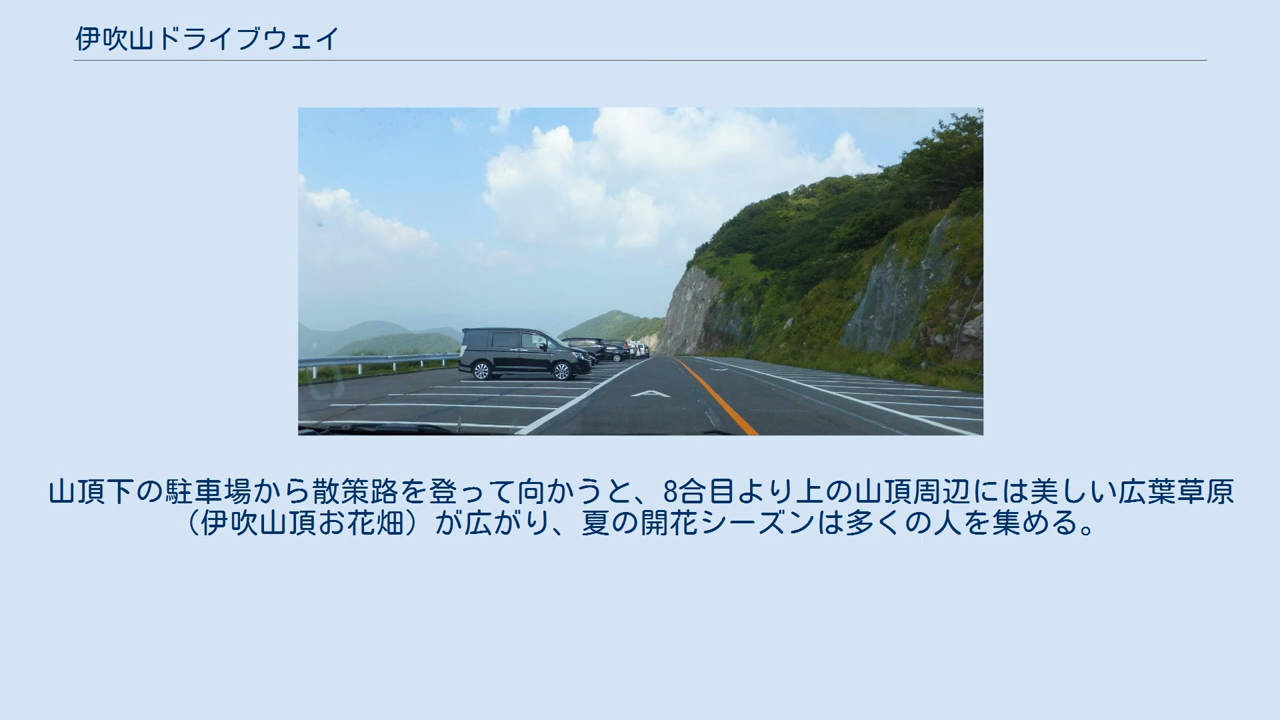 伊吹山ドライブウェイ
山頂下の駐車場から散策路を登って向かうと、8合目より上の山頂周辺には美しい広葉草原
（伊吹山頂お花畑）が広がり、夏の開花シーズンは多くの人を集める。